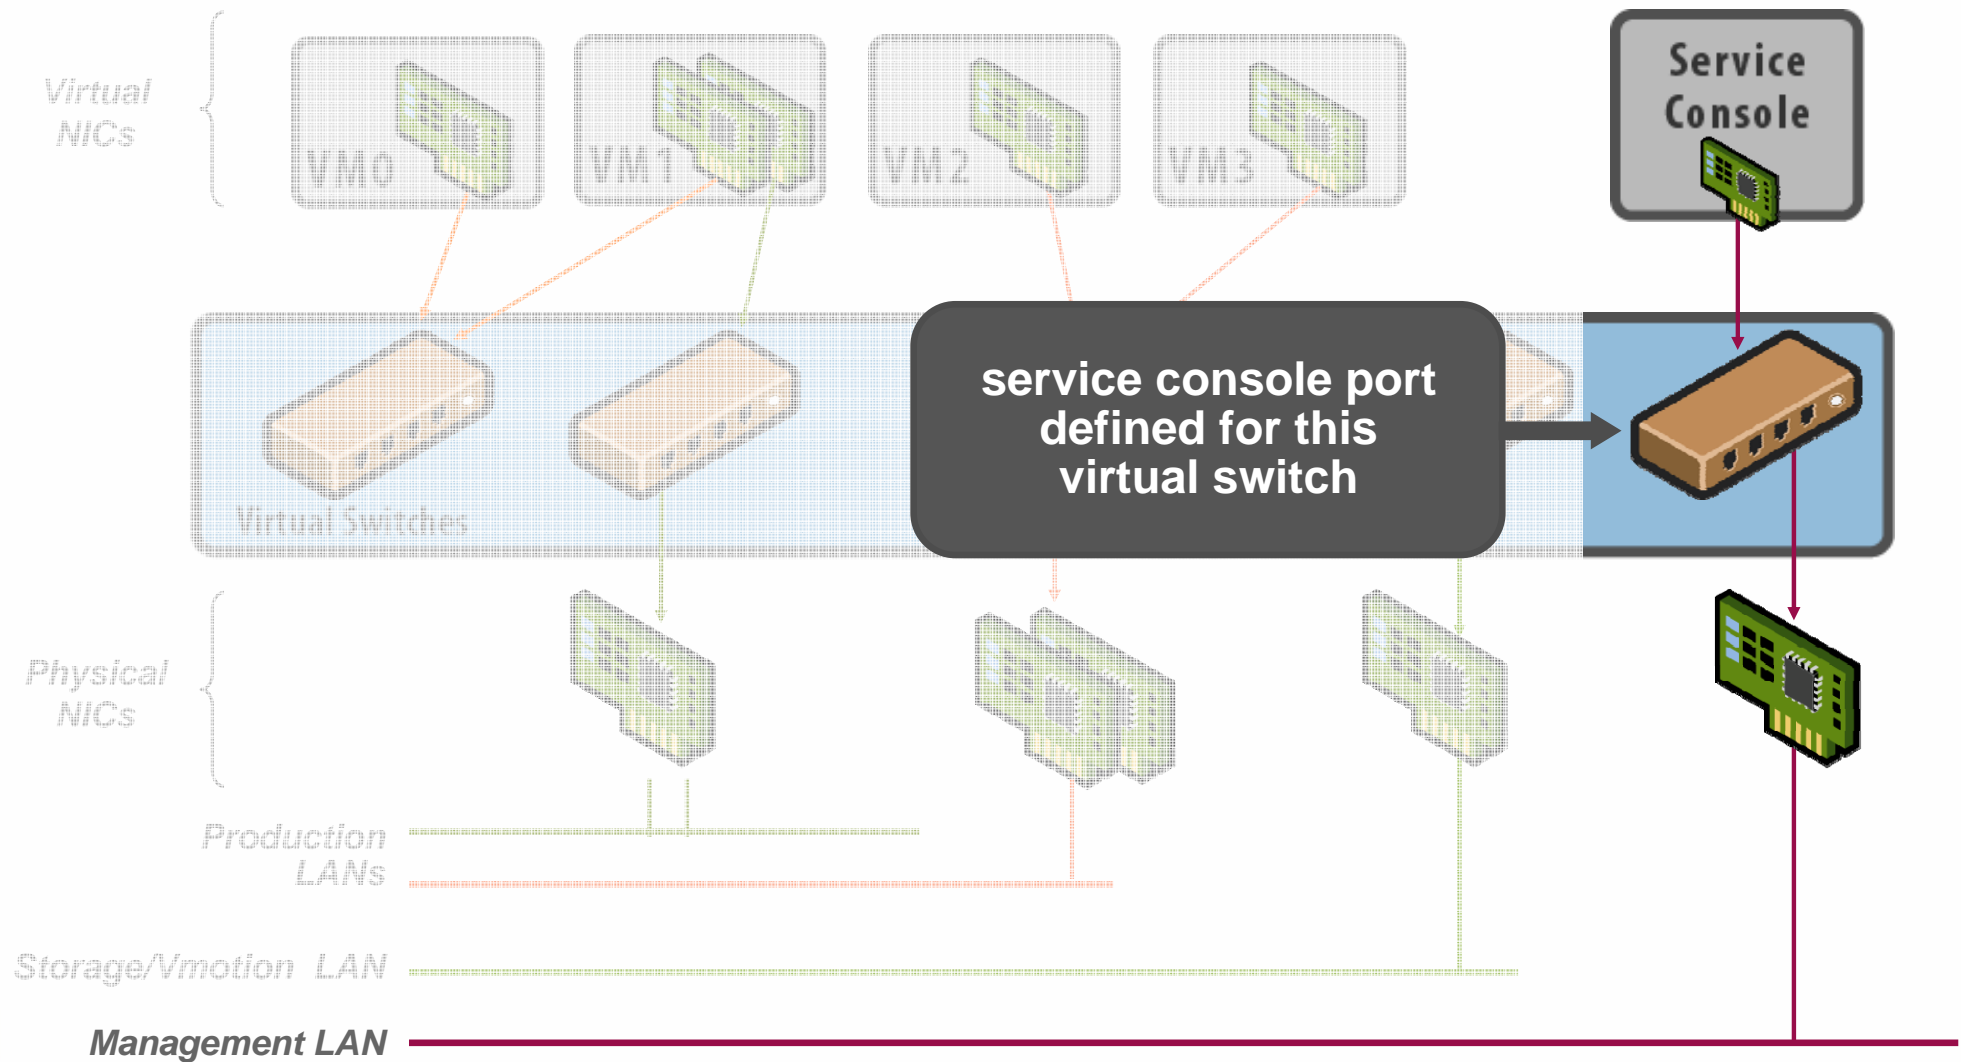 Virtual
NICs
VM0
VM1
VM2
VM3
Service
Console
service console port
defined for this
virtual switch
Virtual Switches
Physical
NICs
Production
LANs
Storage/Vmotion LAN
Management LAN